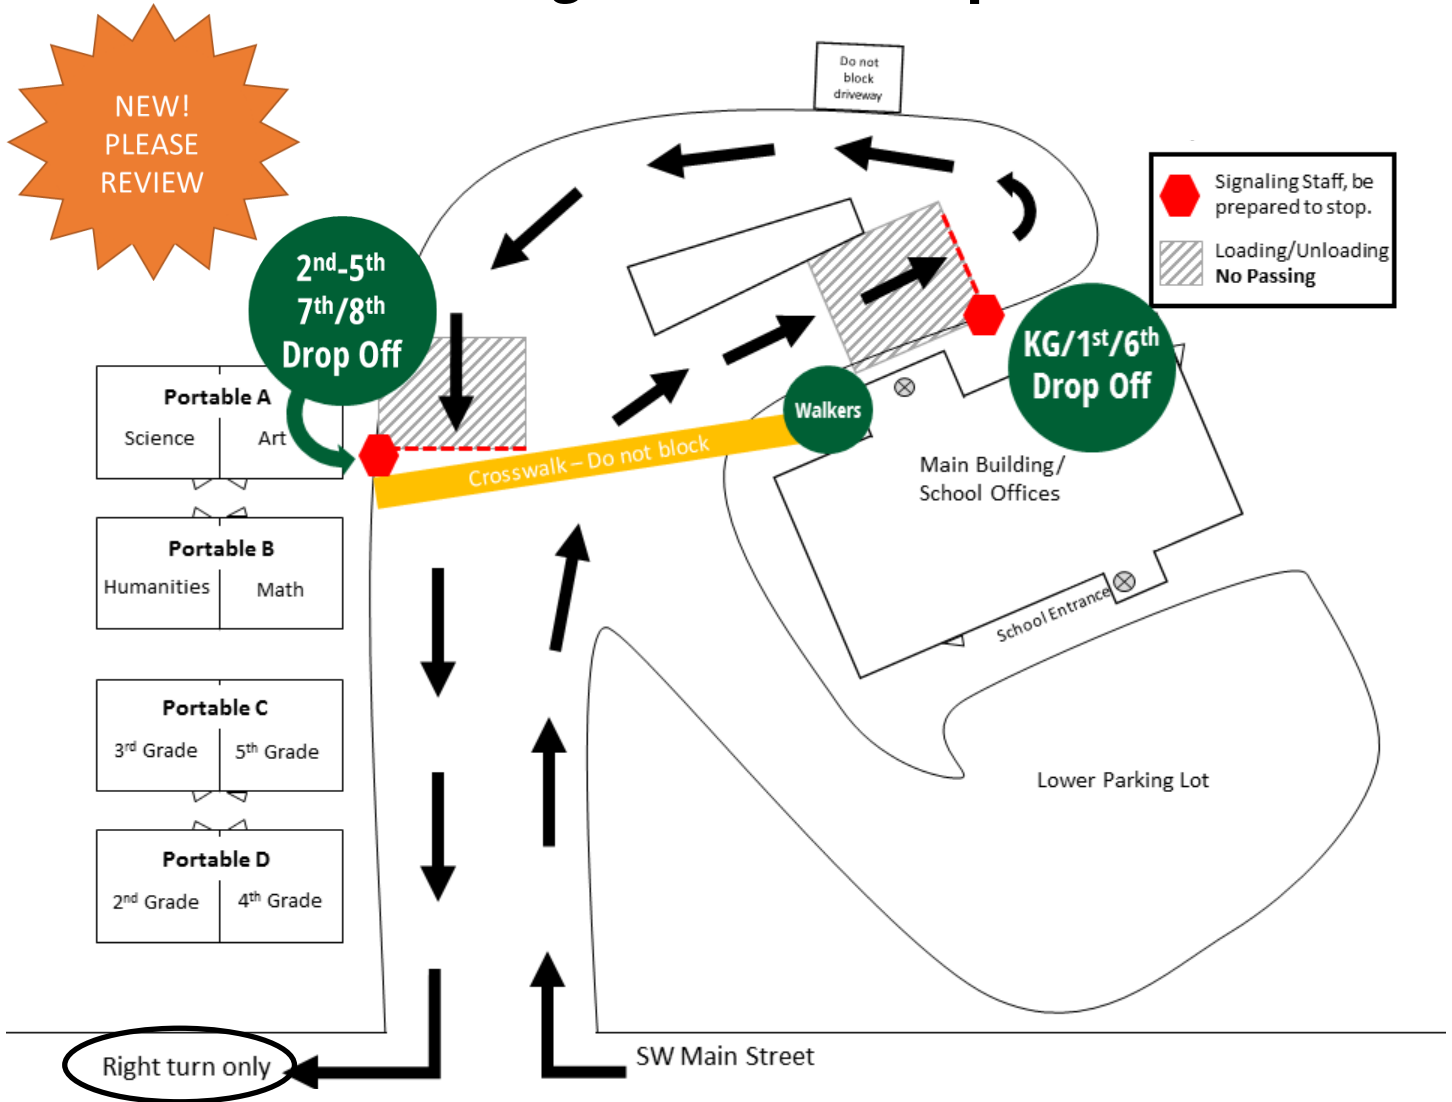 Do not
block
driveway
NEW!
PLEASE
REVIEW
Signaling Staff, be
prepared to stop.
Loading/Unloading
No Passing
2nd-5th
7th/8th
Drop Off
KG/1st/6th
Drop Off
Walkers
Crosswalk – Do not block
Portable A
Science
Art
Main Building/
School Offices
Portable B
Humanities
Math
School Entrance
Portable C
3rd Grade
5th Grade
Lower Parking Lot
Portable D
2nd Grade
4th Grade
Right turn only
SW Main Street